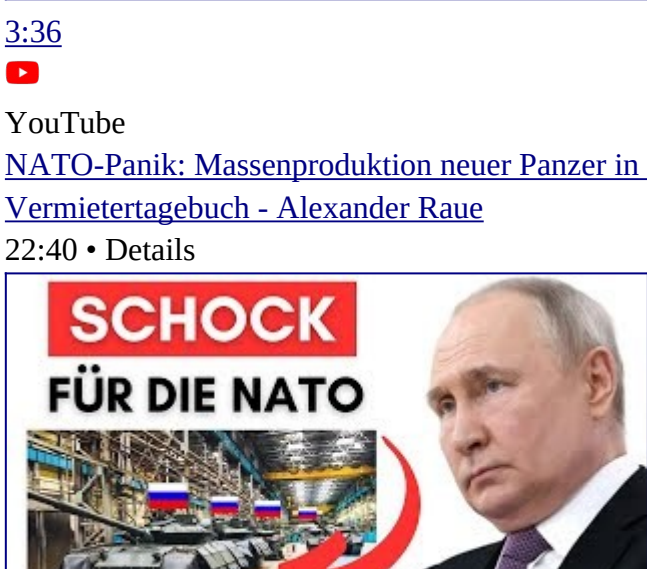 3:36
YouTube
NATO-Panik: Massenproduktion neuer Panzer in
Vermietertagebuch - Alexander Raue
22:40 • Details
SCHOCK
FÜR DIE NATO